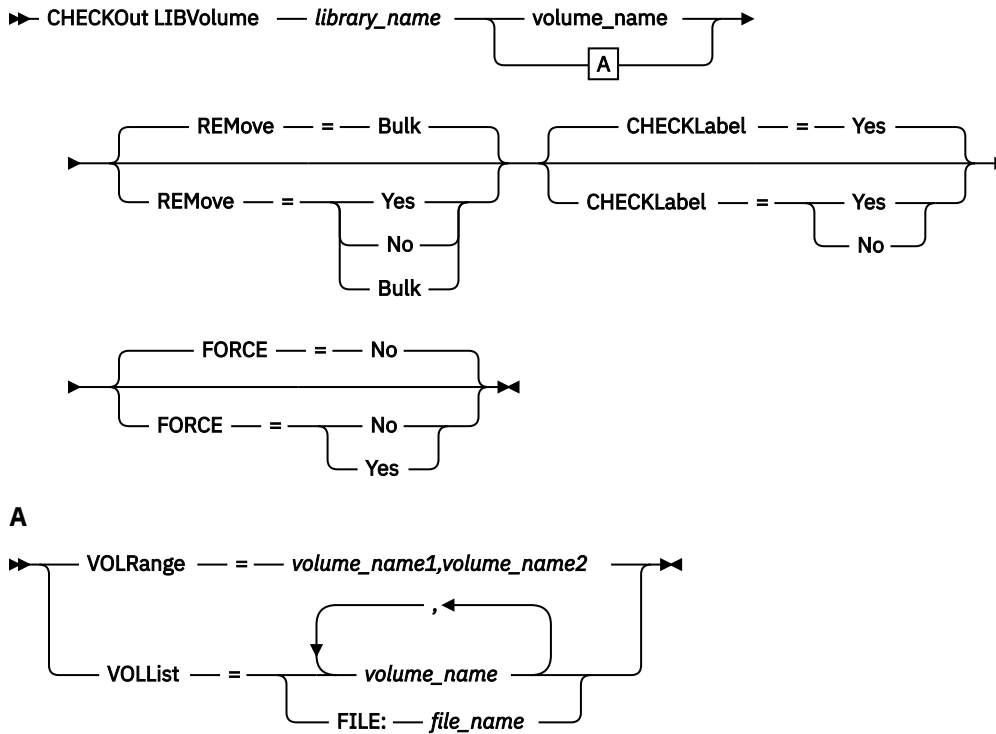 CHECKOut LIBVolume library_name volume_name
A
REMove = Bulk CHECKLabel = Yes
REMove = Yes CHECKLabel = Yes
No No
Bulk
FORCE = No
FORCE = No
Yes
A
VOLRange = volume_name1,volume_name2
,
VOLList = volume_name
FILE: file_name